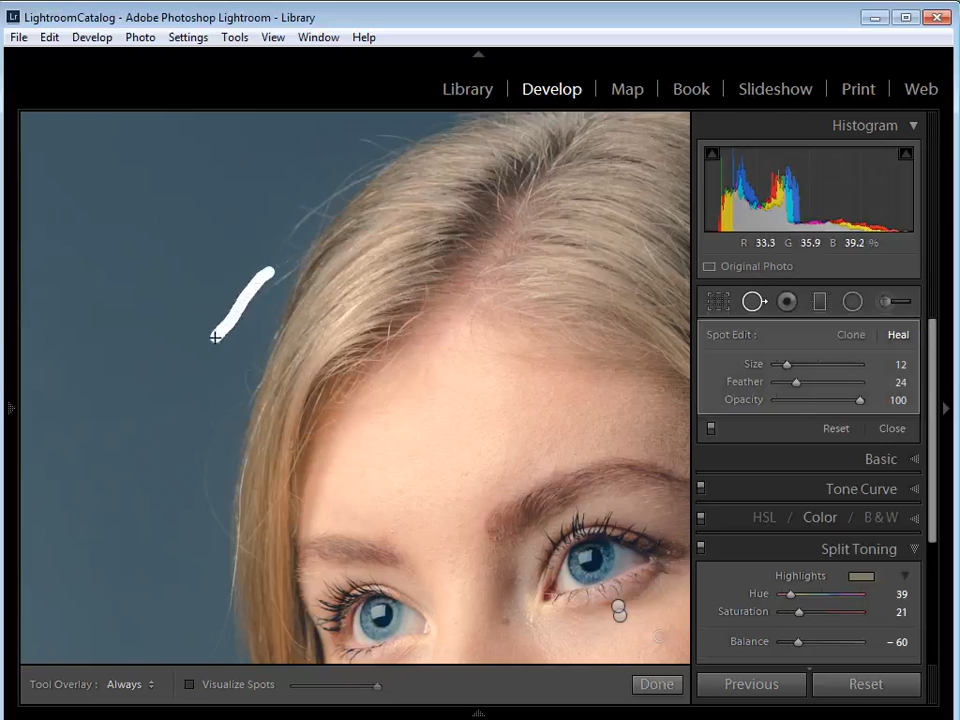 LightroomCatalog - Adobe Photoshop Lightroom - Library
File Edit Develop Photo Settings Tools View Window Help
Library Develop Map Book Slideshow Print Web
Histogram
R 33.3 G 35.9 B 39.2 %
Original Photo
Spot Edit : Clone Heal
Size 12
Feather 24
Opacity 100
Reset Close
Basic
Tone Curve
HSL / Color / B & W
Split Toning
Highlights
Hue 39
Saturation 21
Balance – 60
Tool Overlay : Always Visualize Spots Done Previous Reset